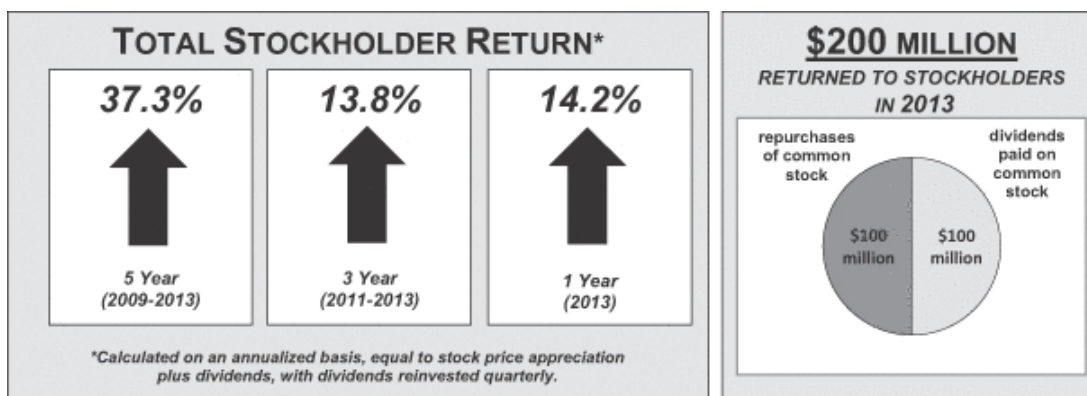 TOTAL STOCKHOLDER RETURN*
37.3%
5 Year
(2009-2013)
13.8%
3 Year
(2011-2013)
14.2%
1 Year
(2013)
*Calculated on an annualized basis, equal to stock price appreciation
plus dividends, with dividends reinvested quarterly.
$200 MILLION
RETURNED TO STOCKHOLDERS
IN 2013
repurchases
of common
stock
dividends
paid on
common
stock
$100
million
$100
million